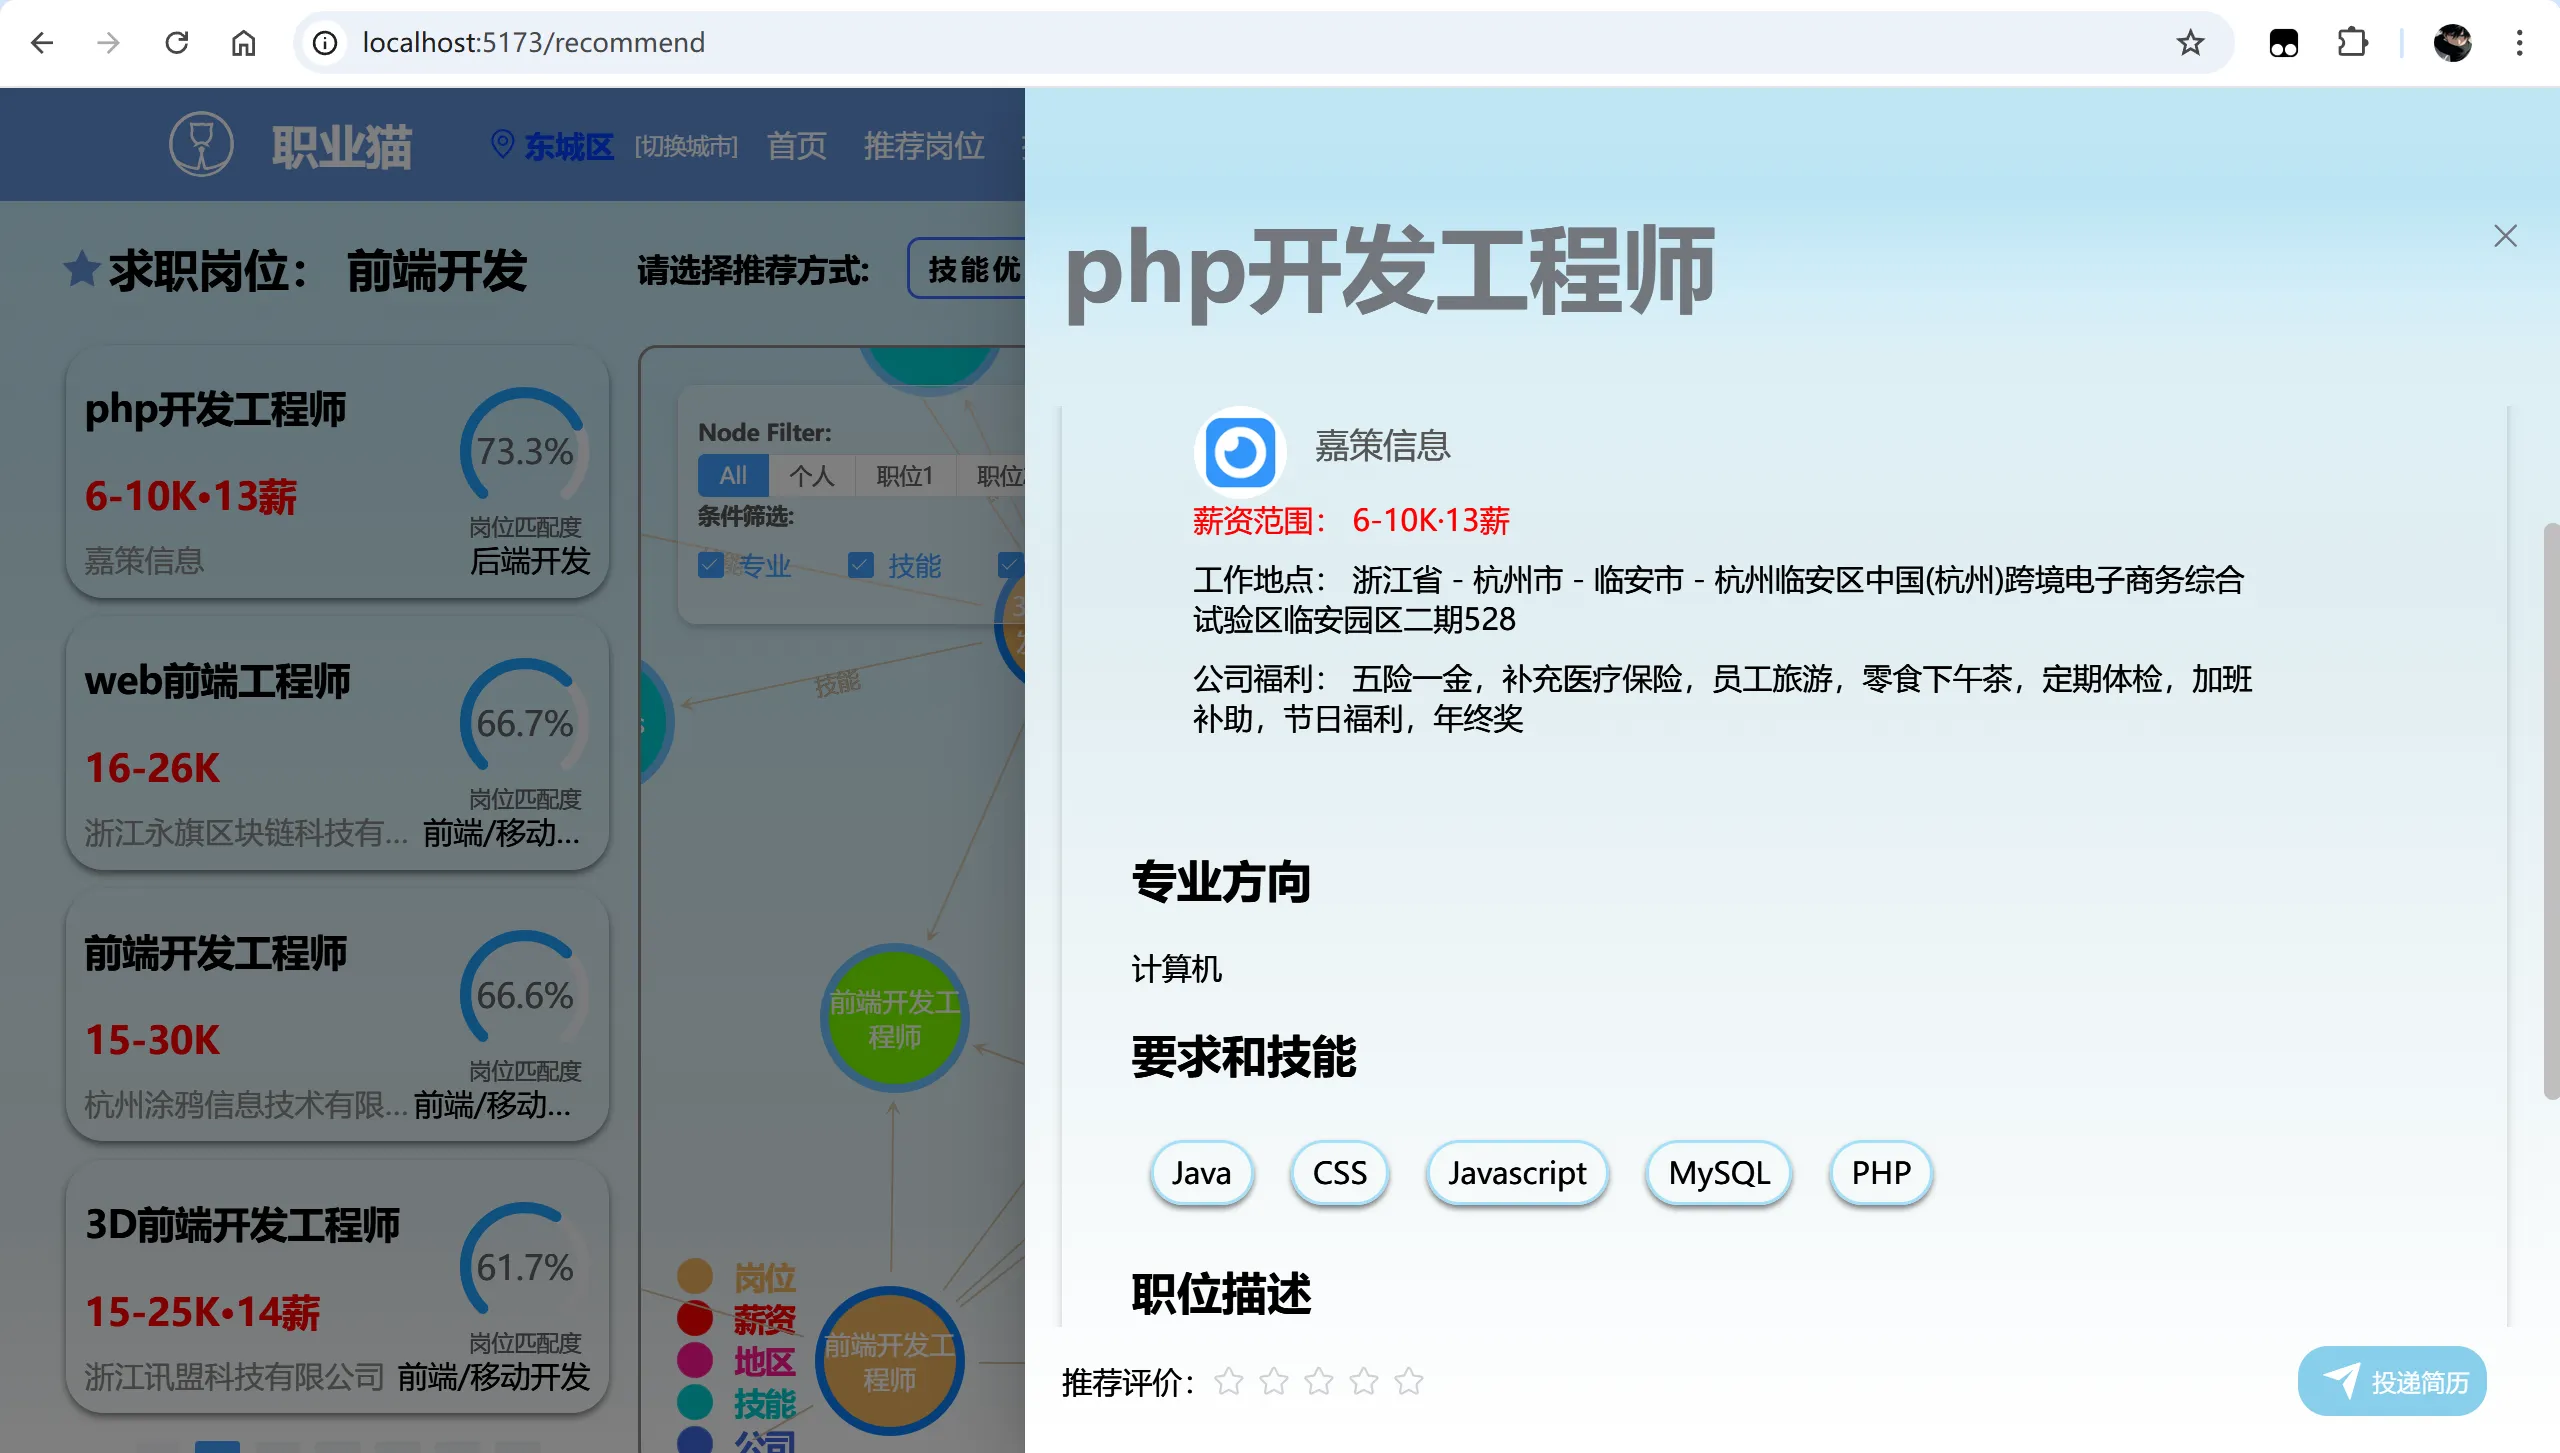 localhost:5173/recommend
职业猫
东城区
[切换城市]
首页
推荐岗位
求职岗位： 前端开发
请选择推荐方式:
技能优
php开发工程师
73.3%
6-10K•13薪
岗位匹配度
嘉策信息
后端开发
web前端工程师
66.7%
16-26K
岗位匹配度
浙江永旗区块链科技有...
前端/移动...
前端开发工程师
66.6%
15-30K
岗位匹配度
杭州涂鸦信息技术有限...
前端/移动...
3D前端开发工程师
61.7%
15-25K•14薪
岗位匹配度
浙江讯盟科技有限公司
前端/移动开发
Node Filter:
All
个人
职位1
职位
条件筛选:
专业
技能
技能
前端开发工
程师
前端开发工
程师
岗位
薪资
地区
技能
公司
php开发工程师
嘉策信息
薪资范围： 6-10K·13薪
工作地点： 浙江省 - 杭州市 - 临安市 - 杭州临安区中国(杭州)跨境电子商务综合
试验区临安园区二期528
公司福利： 五险一金，补充医疗保险，员工旅游，零食下午茶，定期体检，加班
补助，节日福利，年终奖
专业方向
计算机
要求和技能
Java
CSS
Javascript
MySQL
PHP
职位描述
推荐评价：
投递简历